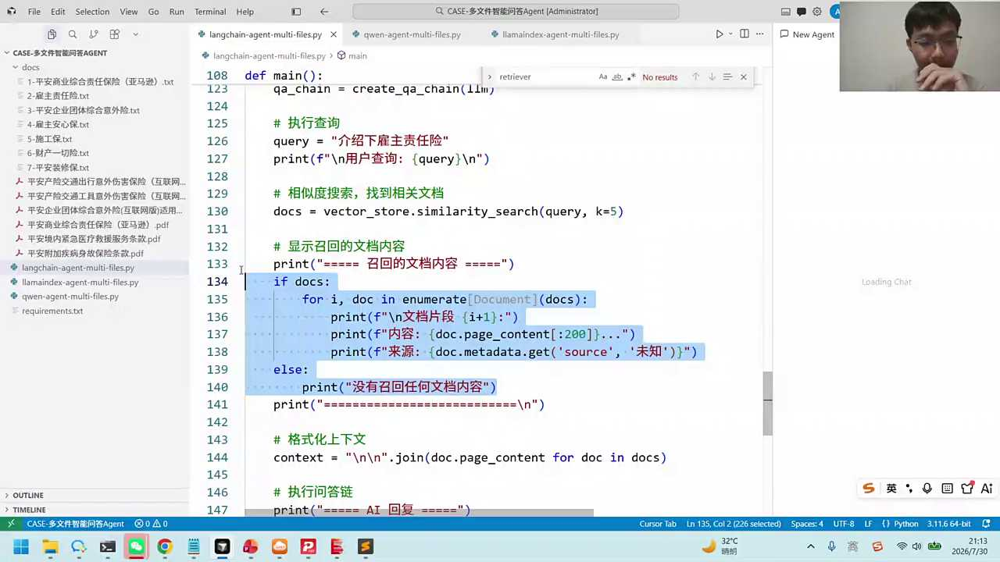 File Edit Selection View Go Run Terminal Help
CASE-多文件智能问答Agent [Administrator]
langchain-agent-multi-files.py
qwen-agent-multi-files.py
llamaindex-agent-multi-files.py
New Agent
CASE-多文件智能问答AGENT
docs
1-平安商业综合责任保险（亚马逊）.txt
2-雇主责任险.txt
3-平安企业团体综合意外险.txt
4-雇主安心保.txt
5-施工保.txt
6-财产一切险.txt
7-平安装修保.txt
平安产险交通出行意外伤害保险（互联网...
平安产险交通工具意外伤害保险（互联网...
平安企业团体综合意外险(互联网版)适用...
平安商业综合责任保险（亚马逊）.pdf
平安境内紧急医疗救援服务条款.pdf
平安附加疾病身故保险条款.pdf
langchain-agent-multi-files.py
llamaindex-agent-multi-files.py
qwen-agent-multi-files.py
requirements.txt
OUTLINE
TIMELINE
langchain-agent-multi-files.py > main
retriever
Aa ab No results
108 def main():
123 qa_chain = create_qa_chain(llm)
124
125 # 执行查询
126 query = "介绍下雇主责任险"
127 print(f"\n用户查询: {query}\n")
128
129 # 相似度搜索，找到相关文档
130 docs = vector_store.similarity_search(query, k=5)
131
132 # 显示召回的文档内容
133 print("===== 召回的文档内容 =====")
134 if docs:
135 for i, doc in enumerate[Document](docs):
136 print(f"\n文档片段 {i+1}:")
137 print(f"内容: {doc.page_content[:200]}...")
138 print(f"来源: {doc.metadata.get('source', '未知')}")
139 else:
140 print("没有召回任何文档内容")
141 print("===========================\n")
142
143 # 格式化上下文
144 context = "\n\n".join(doc.page_content for doc in docs)
145
146 # 执行问答链
147 print("===== AI 回复 =====")
Loading Chat
英
CASE-多文件智能问答Agent 0 0
Cursor Tab Ln 135, Col 2 (226 selected) Spaces: 4 UTF-8 LF {} Python 3.11.6 64-bit
32°C
晴朗
英
21:13
2026/7/30